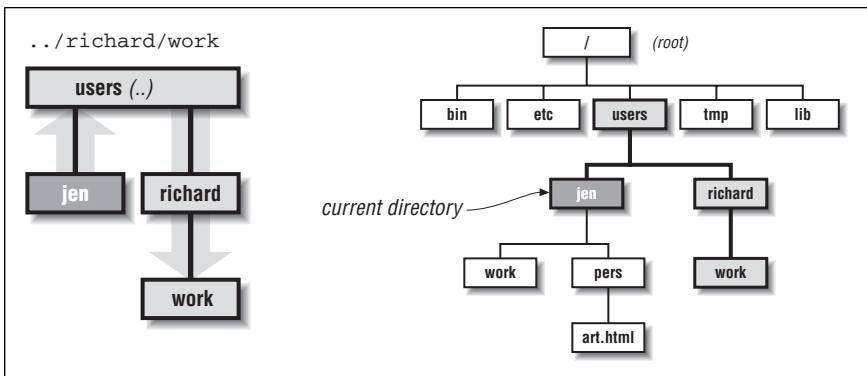 ../richard/work
users (..)
jen
richard
work
/
(root)
bin
etc
users
tmp
lib
current directory
jen
richard
work
pers
work
art.html